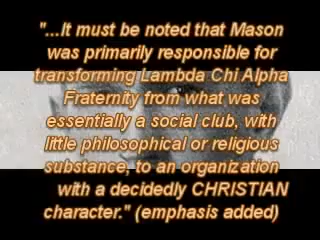 "...It must be noted that Mason
was primarily responsible for
transforming Lambda Chi Alpha
Fraternity from what was
essentially a social club, with
little philosophical or religious
substance, to an organization
with a decidedly CHRISTIAN
character." (emphasis added)